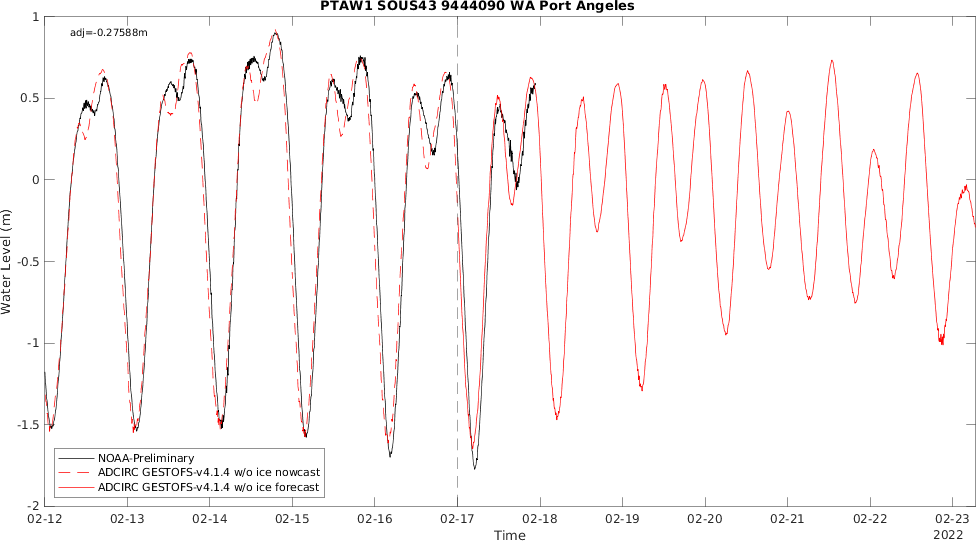 PTAW1 SOUS43 9444090 WA Port Angeles
adj=-0.27588m
1
0.5
0
-0.5
-1
-1.5
-2
Water Level (m)
NOAA-Preliminary
ADCIRC GESTOFS-v4.1.4 w/o ice nowcast
ADCIRC GESTOFS-v4.1.4 w/o ice forecast
02-12 02-13 02-14 02-15 02-16 02-17 02-18 02-19 02-20 02-21 02-22 02-23
Time
2022